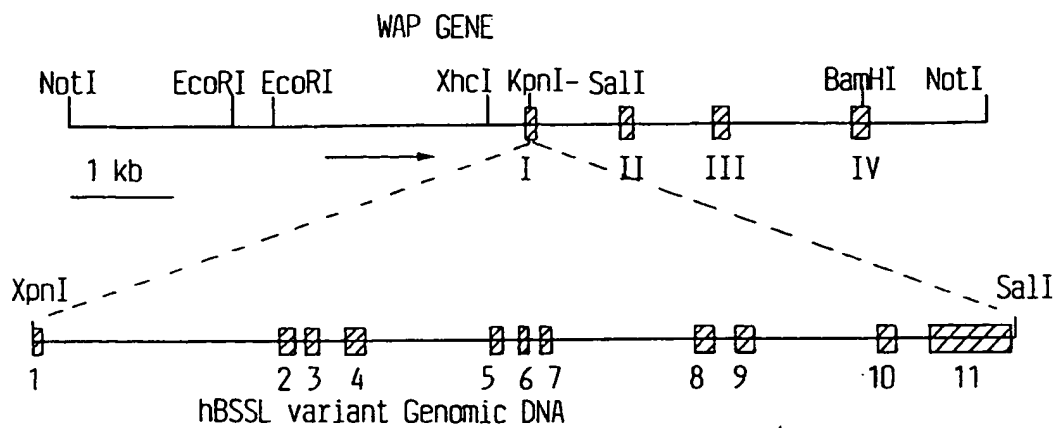 WAP GENE
NotI EcoRI EcoRI XhcI KpnI- SalI BamHI NotI
1 kb I II III IV
XpnI SalI
1 2 3 4 5 6 7 8 9 10 11
hBSSL variant Genomic DNA